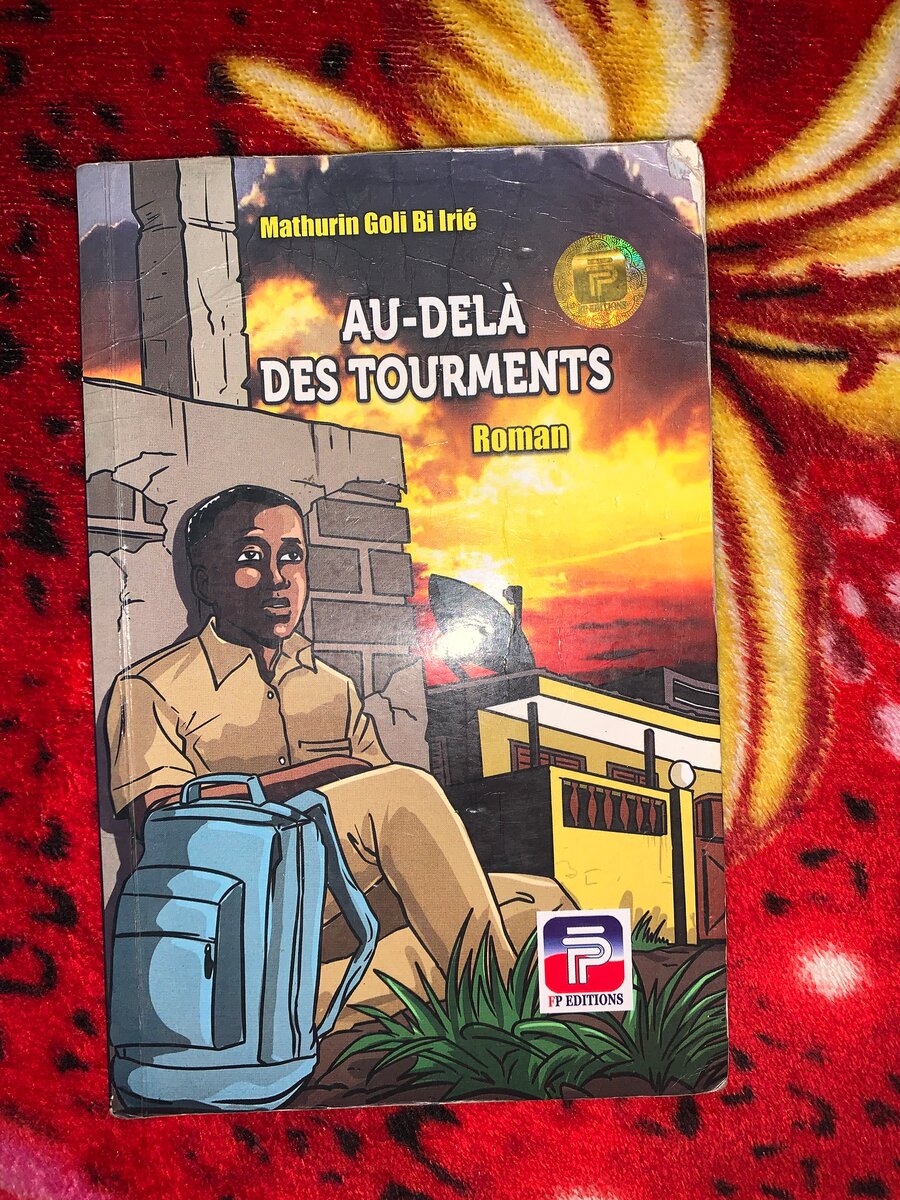 Mathurin Goli Bi Irié
AU-DELÀ
DES TOURMENTS
Roman
FP EDITIONS